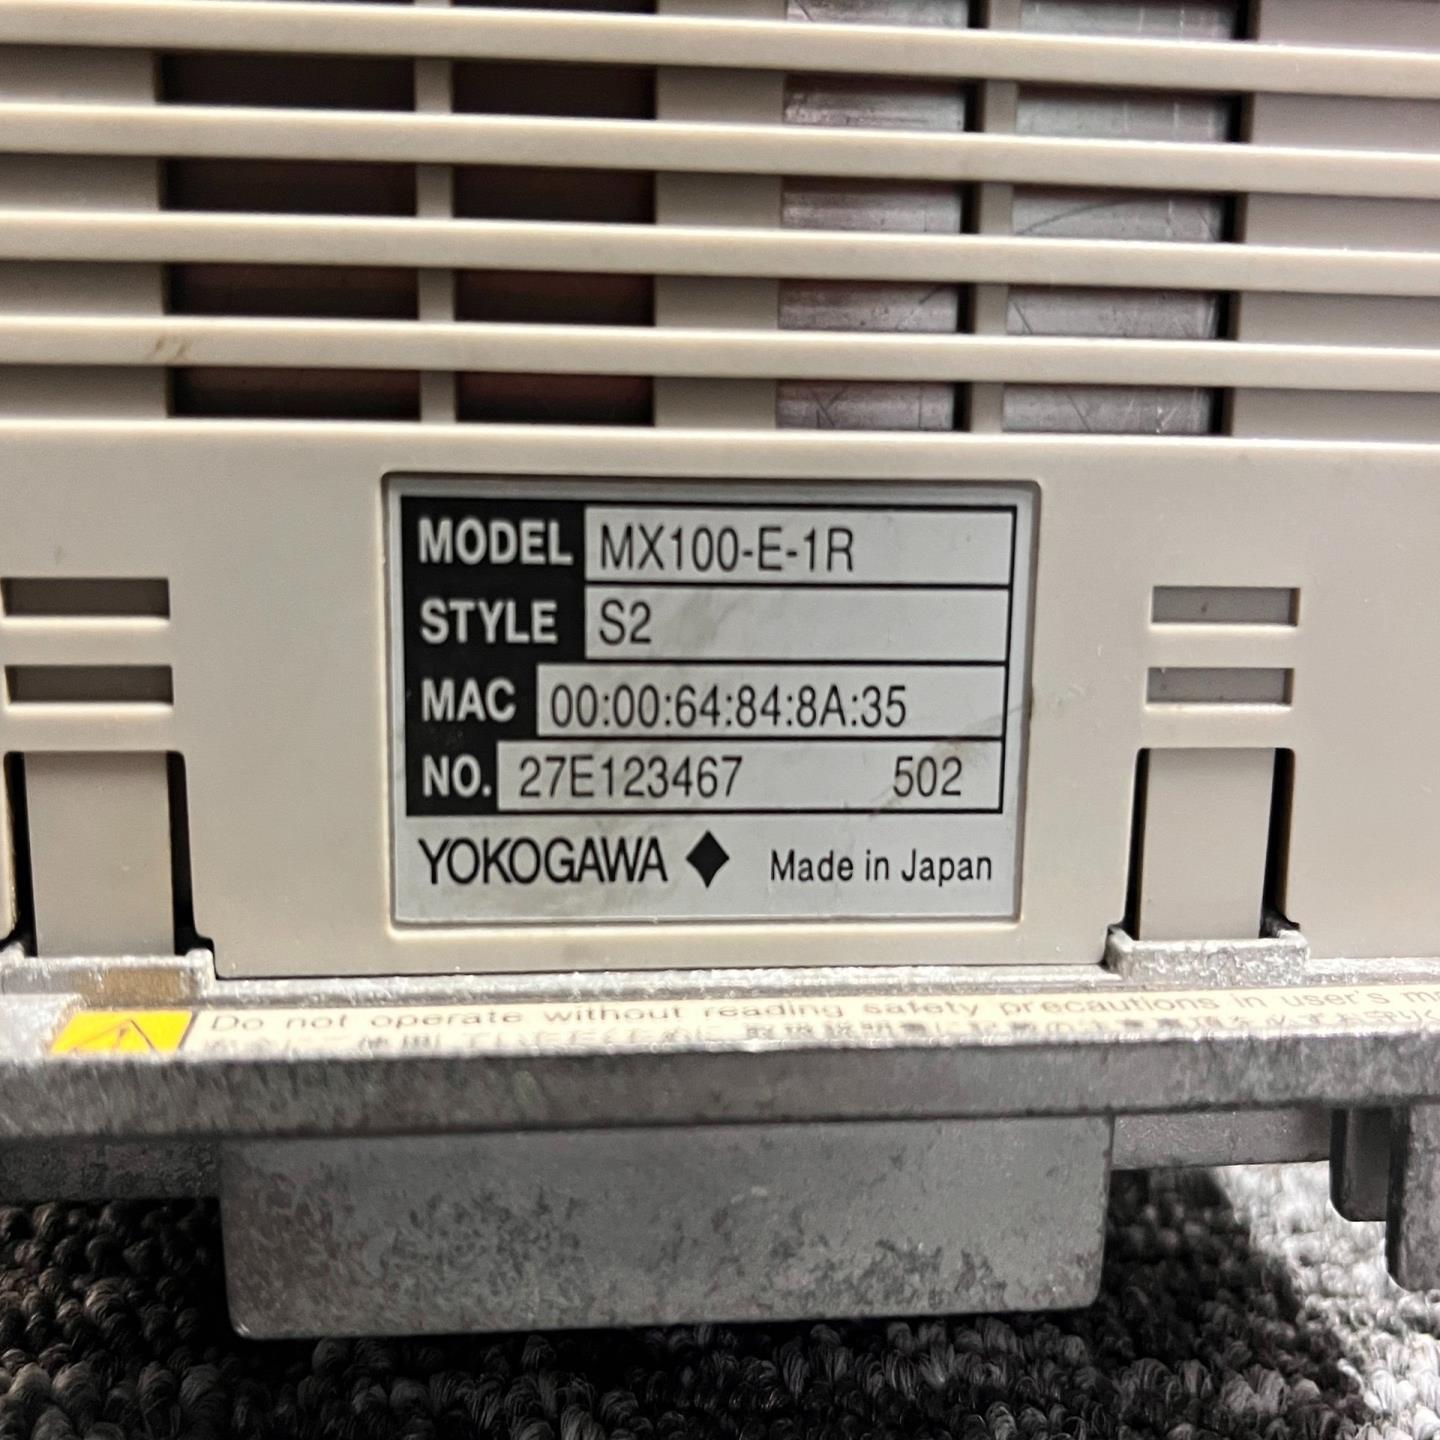 MODEL MX100-E-1R
STYLE S2
MAC 00:00:64:84:8A:35
NO. 27E123467 502
YOKOGAWA Made in Japan
Do not operate without reading safety precautions in user's